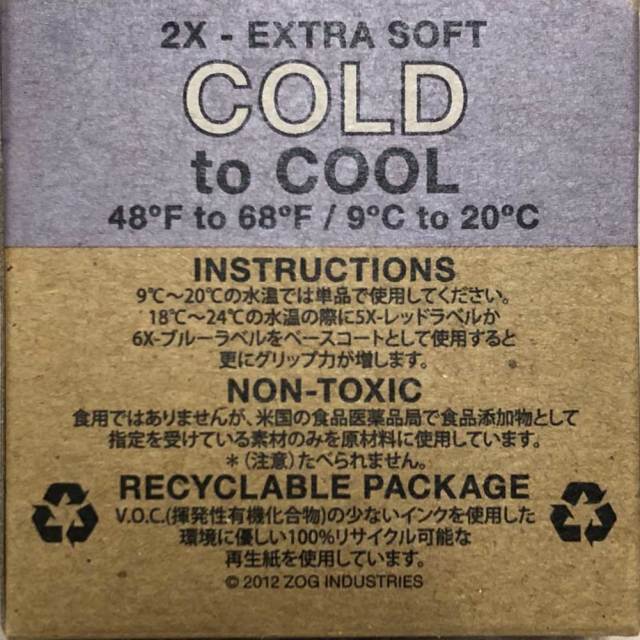 2X - EXTRA SOFT
COLD
to COOL
48ºF to 68ºF / 9ºC to 20ºC
INSTRUCTIONS
9℃〜20℃の水温では単品で使用してください。
18℃〜24℃の水温の際に5X-レッドラベルか
6X-ブルーラベルをベースコートとして使用すると
更にグリップ力が増します。
NON-TOXIC
食用ではありませんが、米国の食品医薬品局で食品添加物として
指定を受けている素材のみを原材料に使用しています。
＊（注意）たべられません。
RECYCLABLE PACKAGE
V.O.C.(揮発性有機化合物)の少ないインクを使用した
環境に優しい100%リサイクル可能な
再生紙を使用しています。
© 2012 ZOG INDUSTRIES